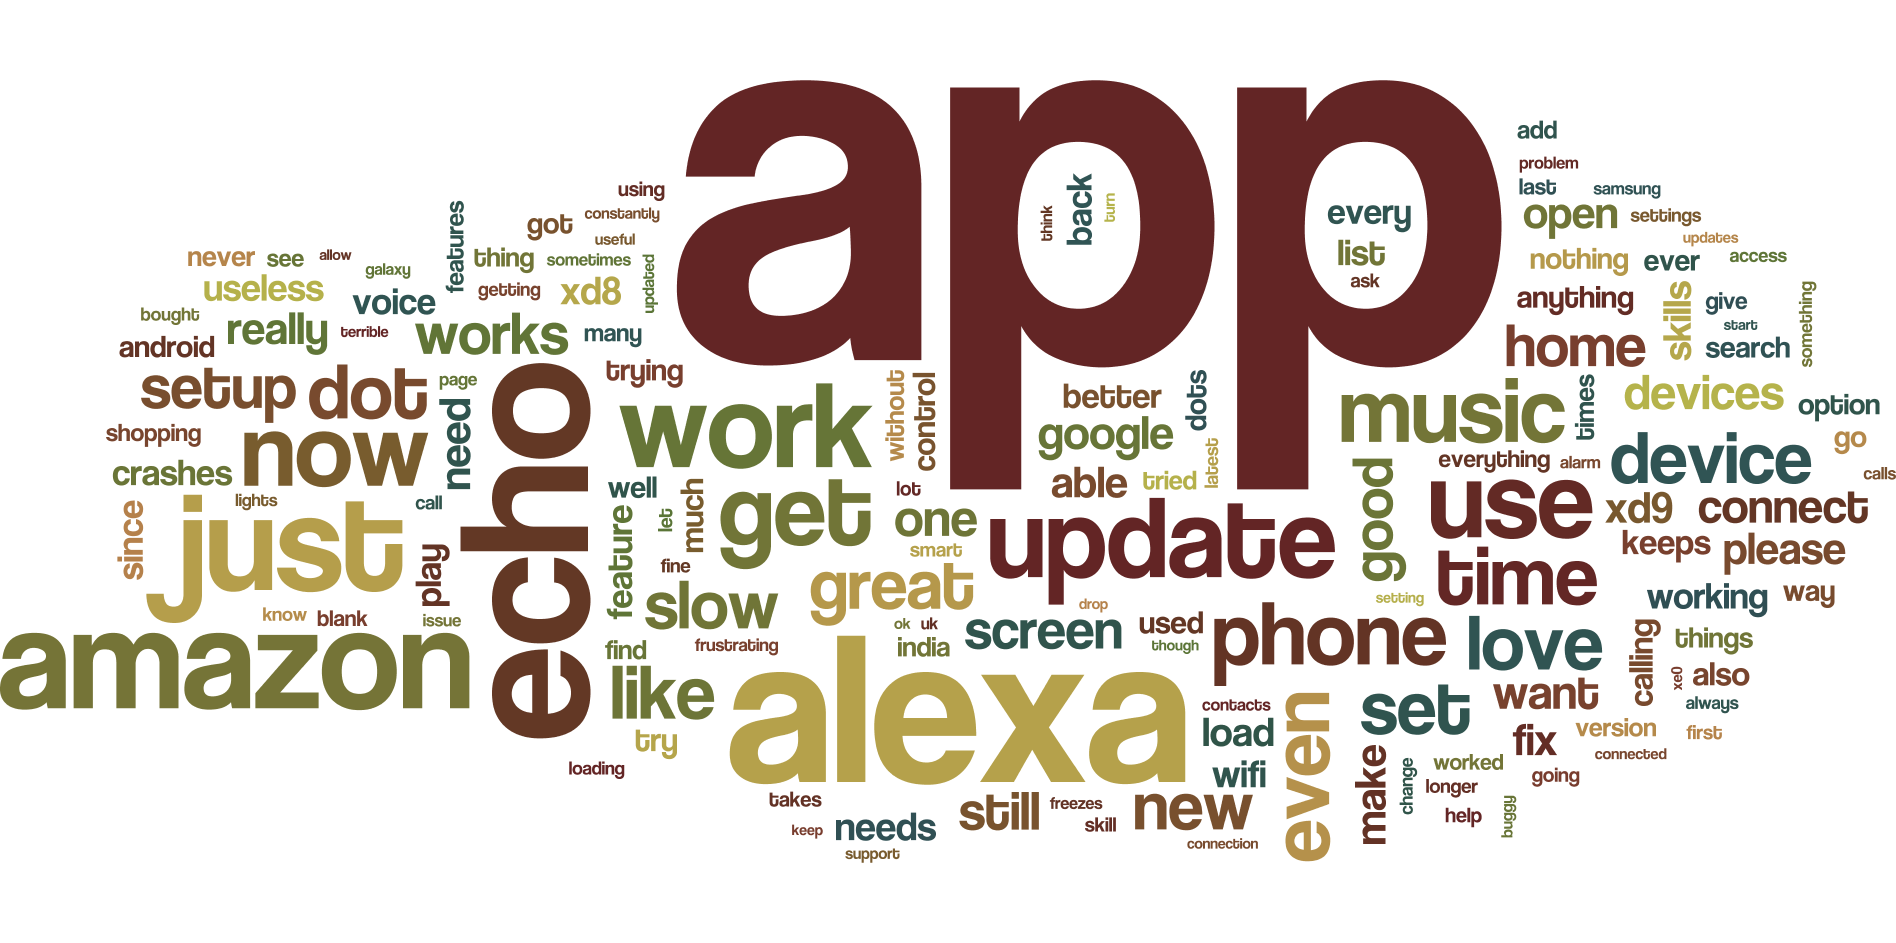 app
add
problem
last
samsung
open
settings
updates
nothing
ever
access
anything
skills
give
something
start
home
search
using
constantly
got
useful
features
thing
sometimes
updated
getting
xd8
never
see
allow
galaxy
useless
voice
bought
really
terrible
works
many
android
think
back
turn
every
list
ask
trying
setup
dot
page
need
shopping
now
crashes
echo
work
without
control
better
dots
google
latest
able
tried
music
times
devices
option
go
calls
everything
alarm
device
good
use
xd9
connect
keeps
please
time
setting
working
way
since
lights
call
just
play
know
blank
issue
well
let
much
feature
fine
get
lot
one
smart
update
slow
great
drop
ok
uk
india
screen
used
though
phone
love
calling
things
xe0
also
always
want
set
version
first
connected
fix
going
amazon
find
frustrating
like
try
loading
alexa
contacts
load
wifi
even
make
change
worked
longer
help
buggy
takes
keep
needs
support
still
freezes
skill
new
connection